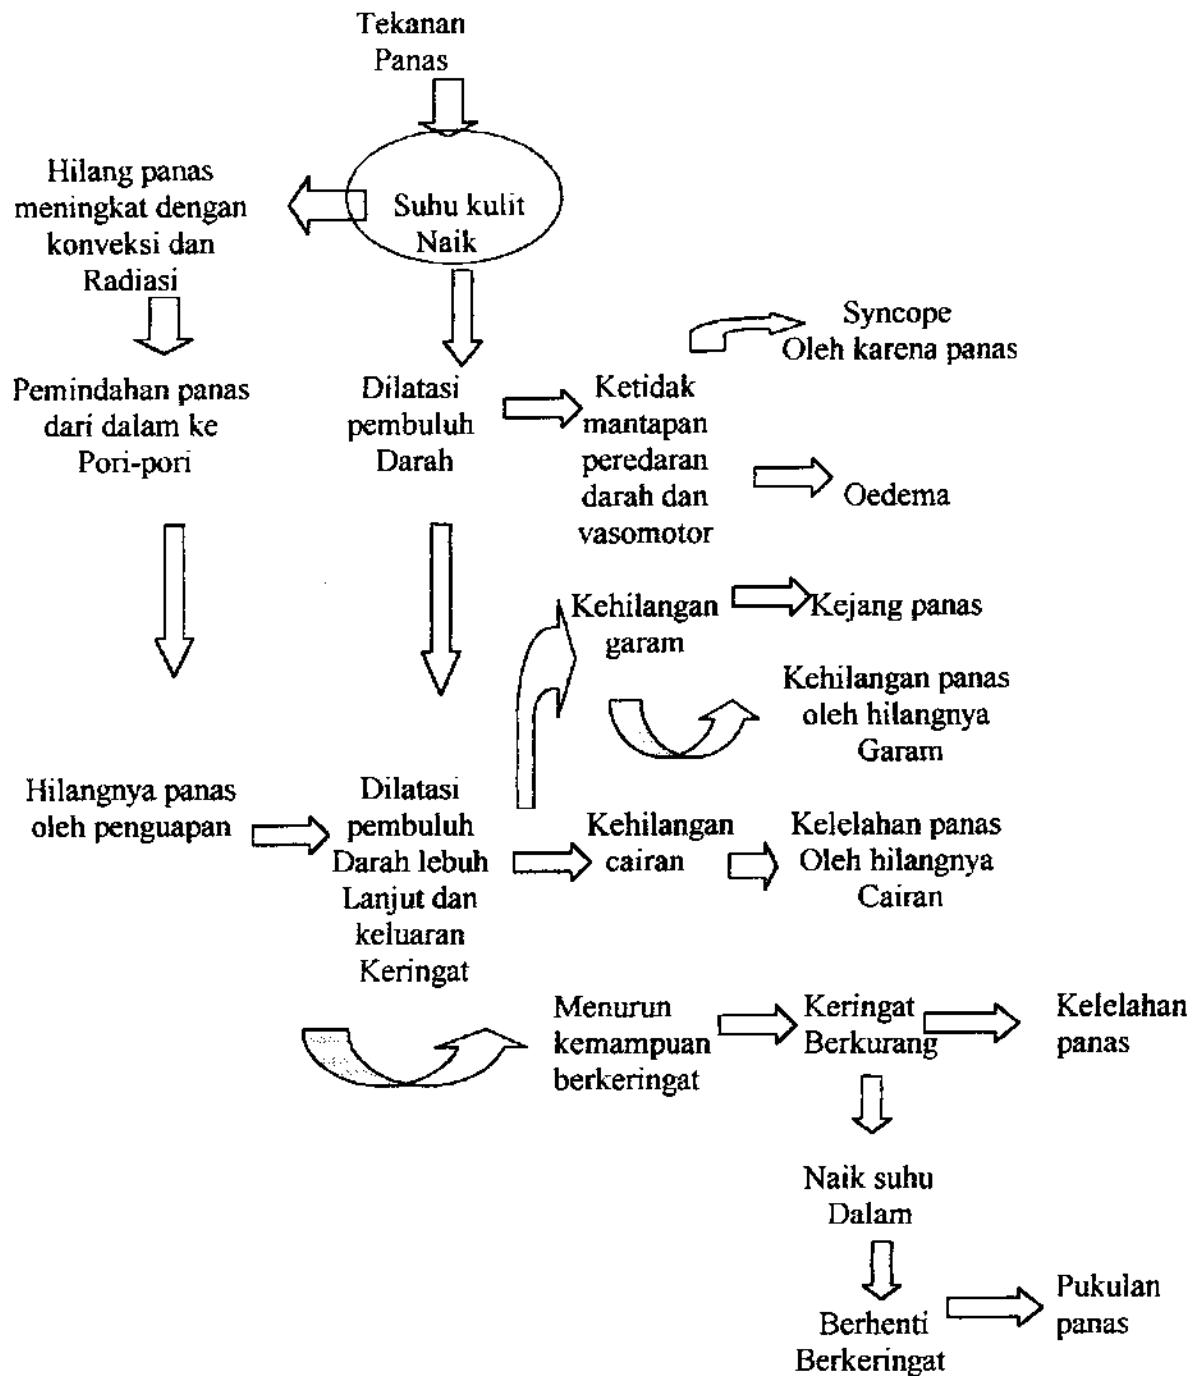 Tekanan
Panas
Hilang panas
meningkat dengan
konveksi dan
Radiasi
Suhu kulit
Naik
Syncope
Oleh karena panas
Pemindahan panas
dari dalam ke
Pori-pori
Dilatasi
pembuluh
Darah
Ketidak
mantapan
peredaran
darah dan
vasomotor
Oedema
Kehilangan
garam
Kejang panas
Kehilangan panas
oleh hilangnya
Garam
Hilangnya panas
oleh penguapan
Dilatasi
pembuluh
Darah lebuh
Lanjut dan
keluaran
Keringat
Kehilangan
cairan
Kelelahan panas
Oleh hilangnya
Cairan
Menurun
kemampuan
berkeringat
Keringat
Berkurang
Kelelahan
panas
Naik suhu
Dalam
Berhenti
Berkeringat
Pukulan
panas